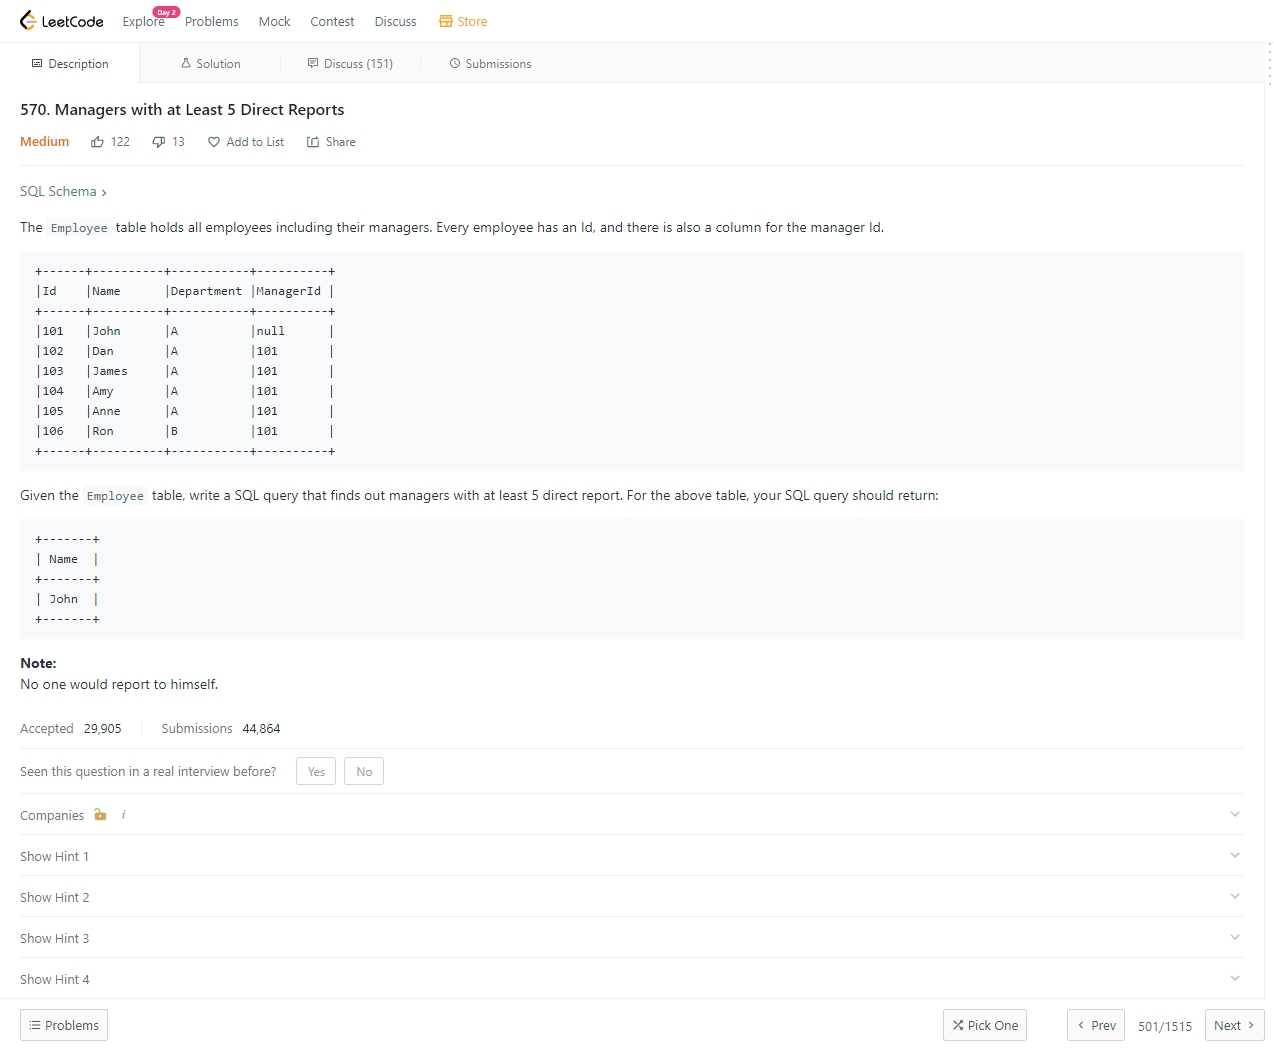 LeetCode Explore Day 2 Problems Mock Contest Discuss Store
Description Solution Discuss (151) Submissions
570. Managers with at Least 5 Direct Reports
Medium 122 13 Add to List Share
SQL Schema ›
The Employee table holds all employees including their managers. Every employee has an Id, and there is also a column for the manager Id.
+------+----------+-----------+----------+
|Id    |Name      |Department |ManagerId |
+------+----------+-----------+----------+
|101   |John      |A          |null      |
|102   |Dan       |A          |101       |
|103   |James     |A          |101       |
|104   |Amy       |A          |101       |
|105   |Anne      |A          |101       |
|106   |Ron       |B          |101       |
+------+----------+-----------+----------+
Given the Employee table, write a SQL query that finds out managers with at least 5 direct report. For the above table, your SQL query should return:
+-------+
| Name  |
+-------+
| John  |
+-------+
Note:
No one would report to himself.
Accepted 29,905 Submissions 44,864
Seen this question in a real interview before? Yes No
Companies i
Show Hint 1
Show Hint 2
Show Hint 3
Show Hint 4
Problems Pick One ‹ Prev 501/1515 Next ›